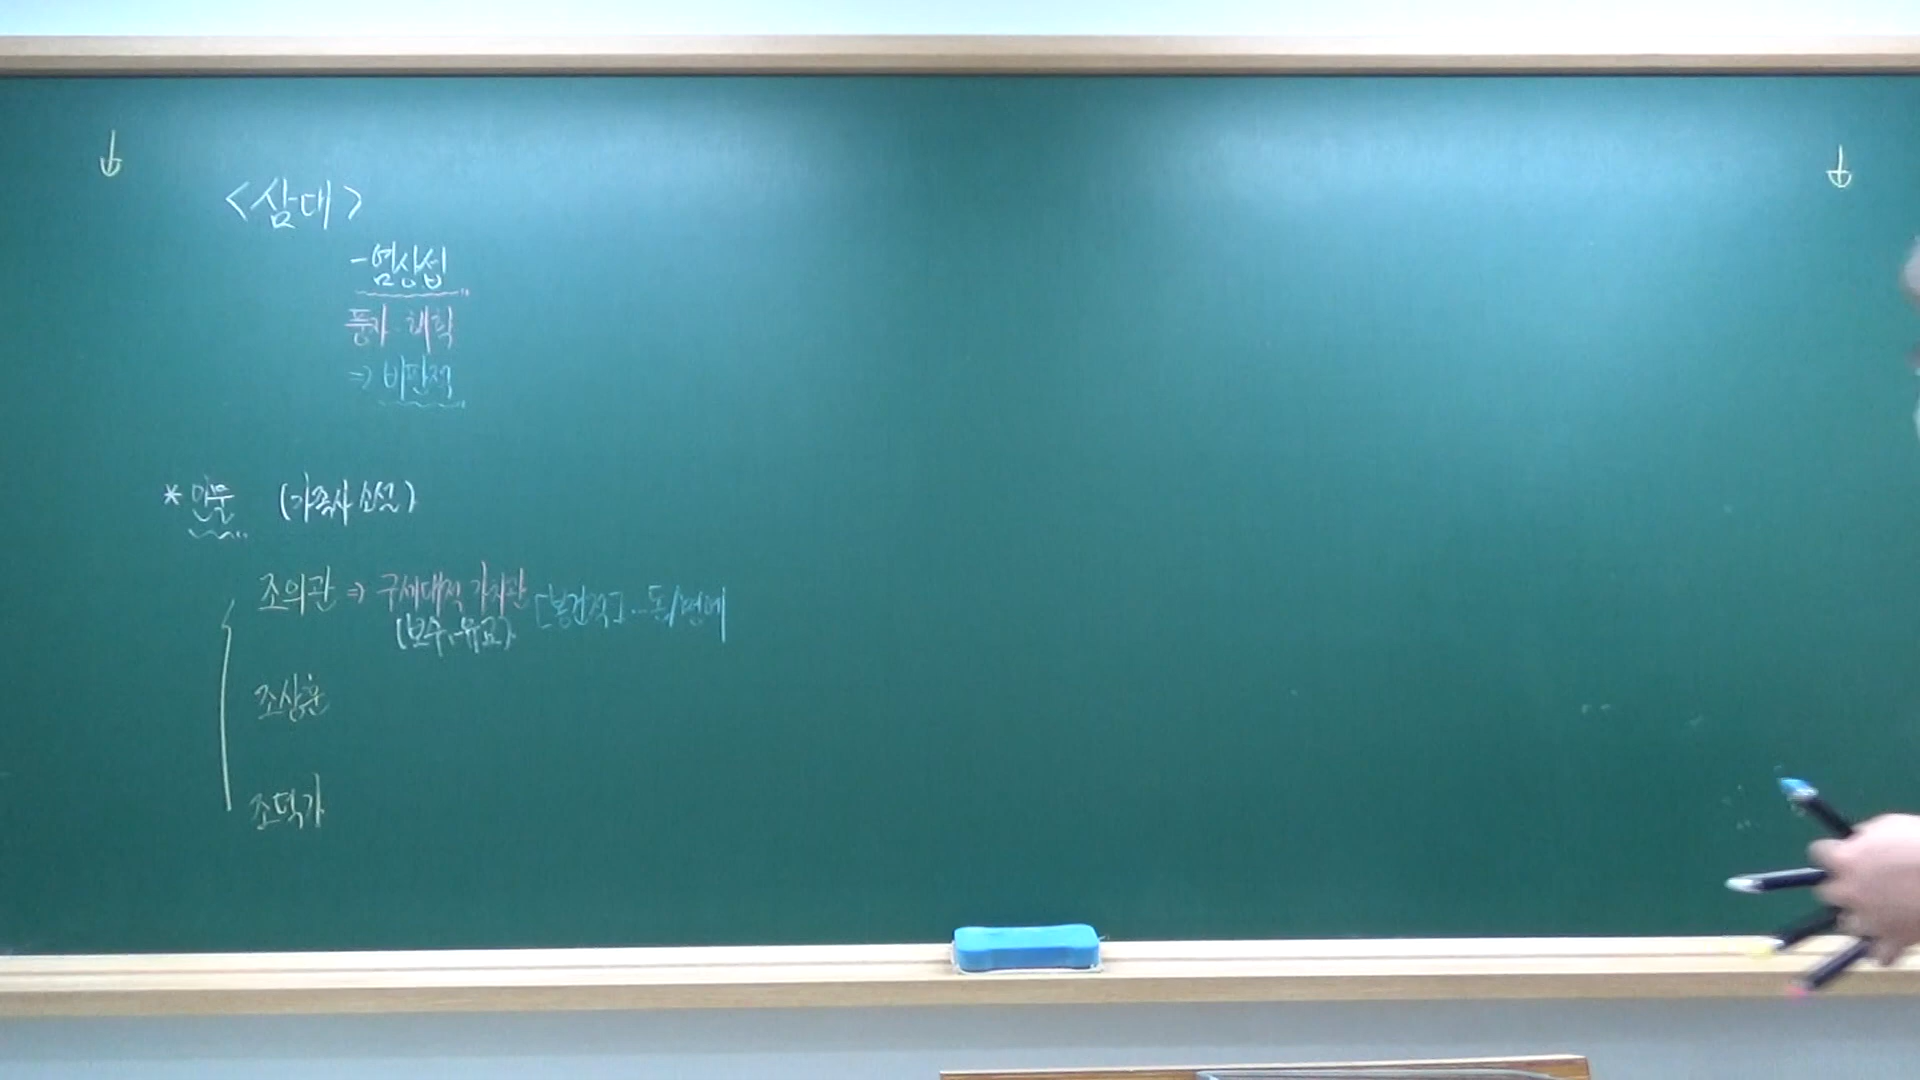 <삼대>
-염상섭
풍자·해학
⇒ 비판적
* 인물 (가족사 소설)
조의관 ⇒ 구세대적 가치관 [봉건적]...돈/명예
(보수, 유교)
조상훈
조덕기